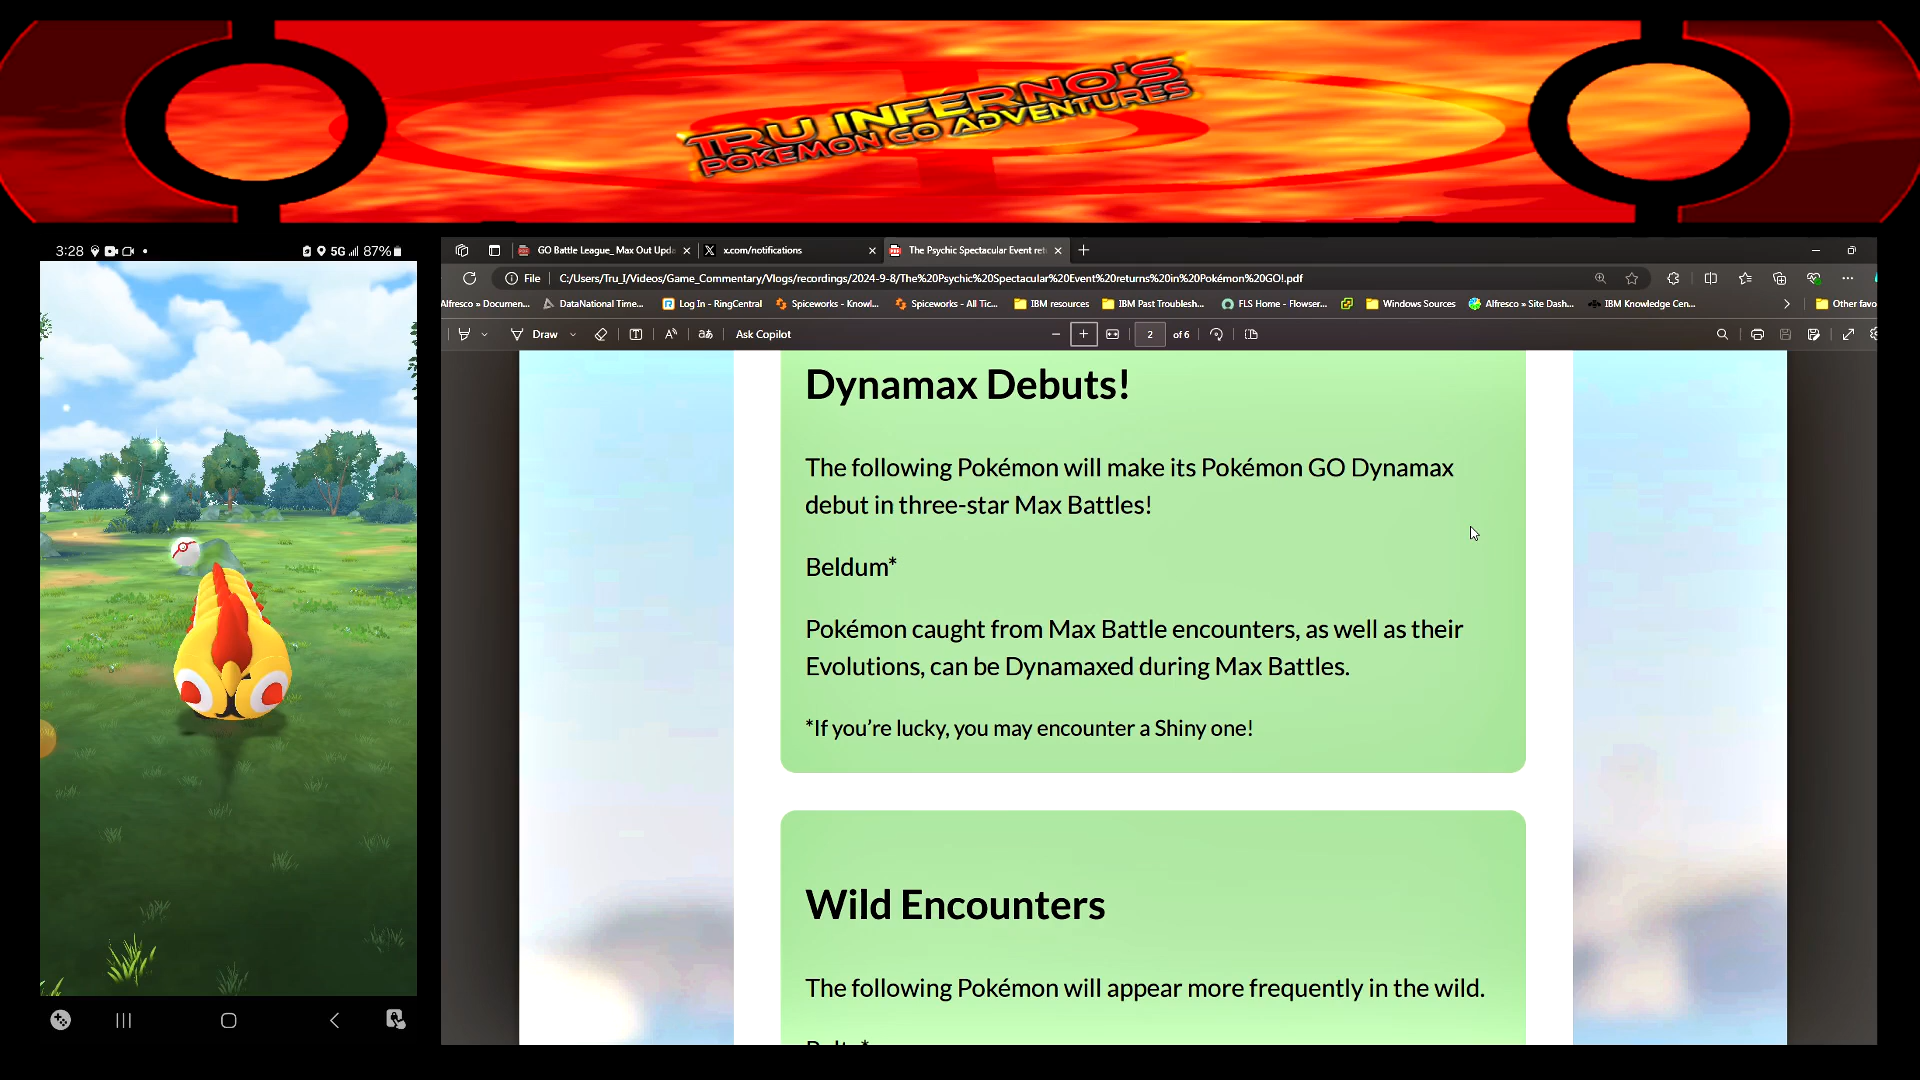 TRU INFERNO'S
POKEMON GO ADVENTURES
3:28
5G 87%
GO Battle League_ Max Out Upda
x.com/notifications
The Psychic Spectacular Event ret
File
C:/Users/Tru_I/Videos/Game_Commentary/Vlogs/recordings/2024-9-8/The%20Psychic%20Spectacular%20Event%20returns%20in%20Pokémon%20GO!.pdf
Alfresco » Documen...
DataNational Time...
Log In - RingCentral
Spiceworks - Knowl...
Spiceworks - All Tic...
IBM resources
IBM Past Troublesh...
FLS Home - Flowser...
Windows Sources
Alfresco » Site Dash...
IBM Knowledge Cen...
Other favo
Draw
Ask Copilot
2 of 6
Dynamax Debuts!
The following Pokémon will make its Pokémon GO Dynamax
debut in three-star Max Battles!
Beldum*
Pokémon caught from Max Battle encounters, as well as their
Evolutions, can be Dynamaxed during Max Battles.
*If you’re lucky, you may encounter a Shiny one!
Wild Encounters
The following Pokémon will appear more frequently in the wild.